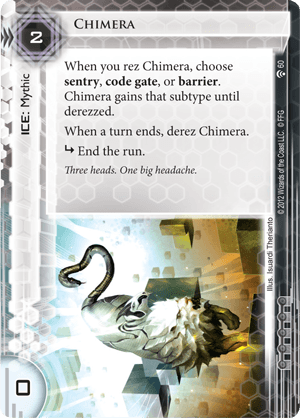 CHIMERA
2
When you rez Chimera, choose
sentry, code gate, or barrier.
Chimera gains that subtype until
derezzed.
When a turn ends, derez Chimera.
↳ End the run.
Three heads. One big headache.
ICE: Mythic
60
© 2012 Wizards of the Coast LLC. © FFG
Illus. Isuardi Therianto
0